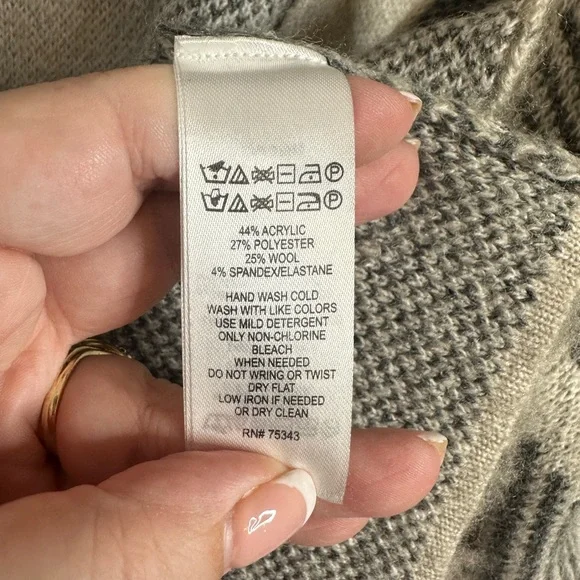 44% ACRYLIC
27% POLYESTER
25% WOOL
4% SPANDEX/ELASTANE
HAND WASH COLD
WASH WITH LIKE COLORS
USE MILD DETERGENT
ONLY NON-CHLORINE
BLEACH
WHEN NEEDED
DO NOT WRING OR TWIST
DRY FLAT
LOW IRON IF NEEDED
OR DRY CLEAN
RN# 75343